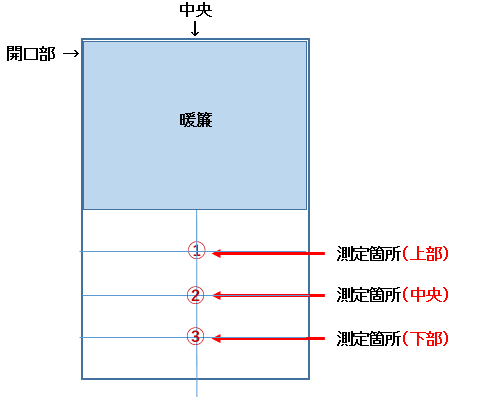 中央
開口部 →
暖簾
① 測定箇所(上部)
② 測定箇所(中央)
③ 測定箇所(下部)